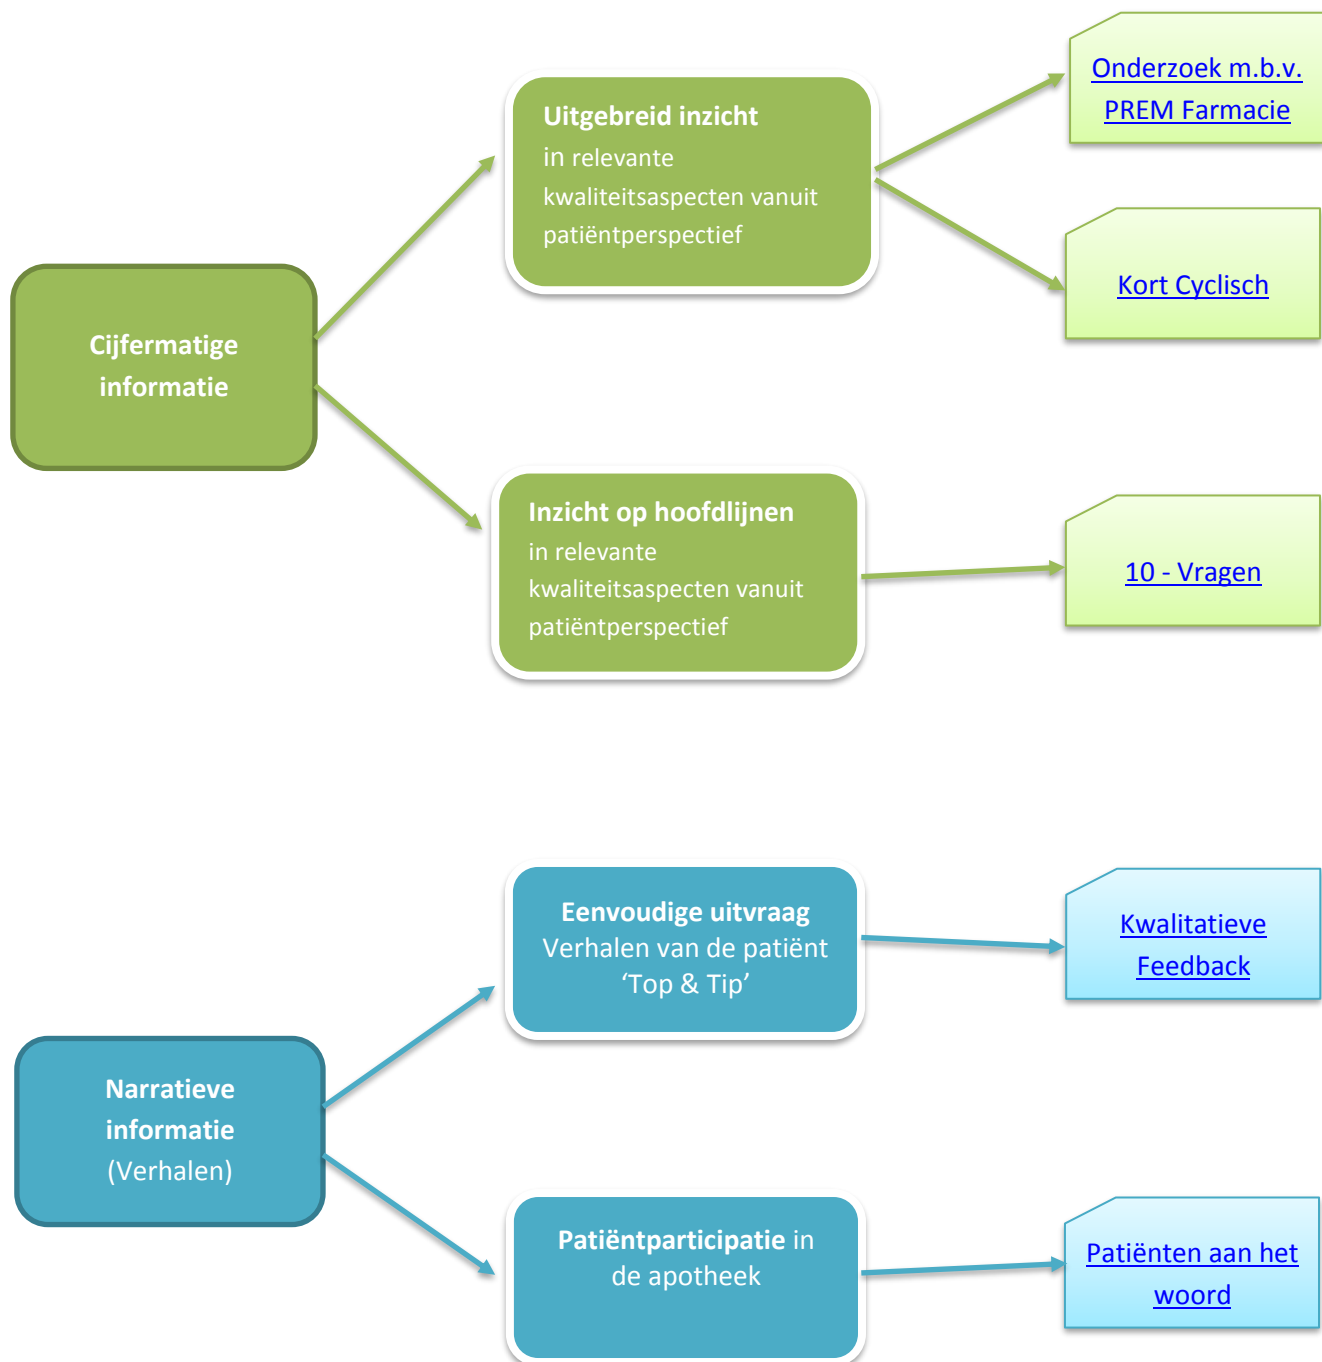 Onderzoek m.b.v.
PREM Farmacie
Uitgebreid inzicht
in relevante
kwaliteitsaspecten vanuit
patiëntperspectief
Kort Cyclisch
Cijfermatige
informatie
Inzicht op hoofdlijnen
in relevante
kwaliteitsaspecten vanuit
patiëntperspectief
10 - Vragen
Eenvoudige uitvraag
Verhalen van de patiënt
‘Top & Tip’
Kwalitatieve
Feedback
Narratieve
informatie
(Verhalen)
Patiëntparticipatie in
de apotheek
Patiënten aan het
woord